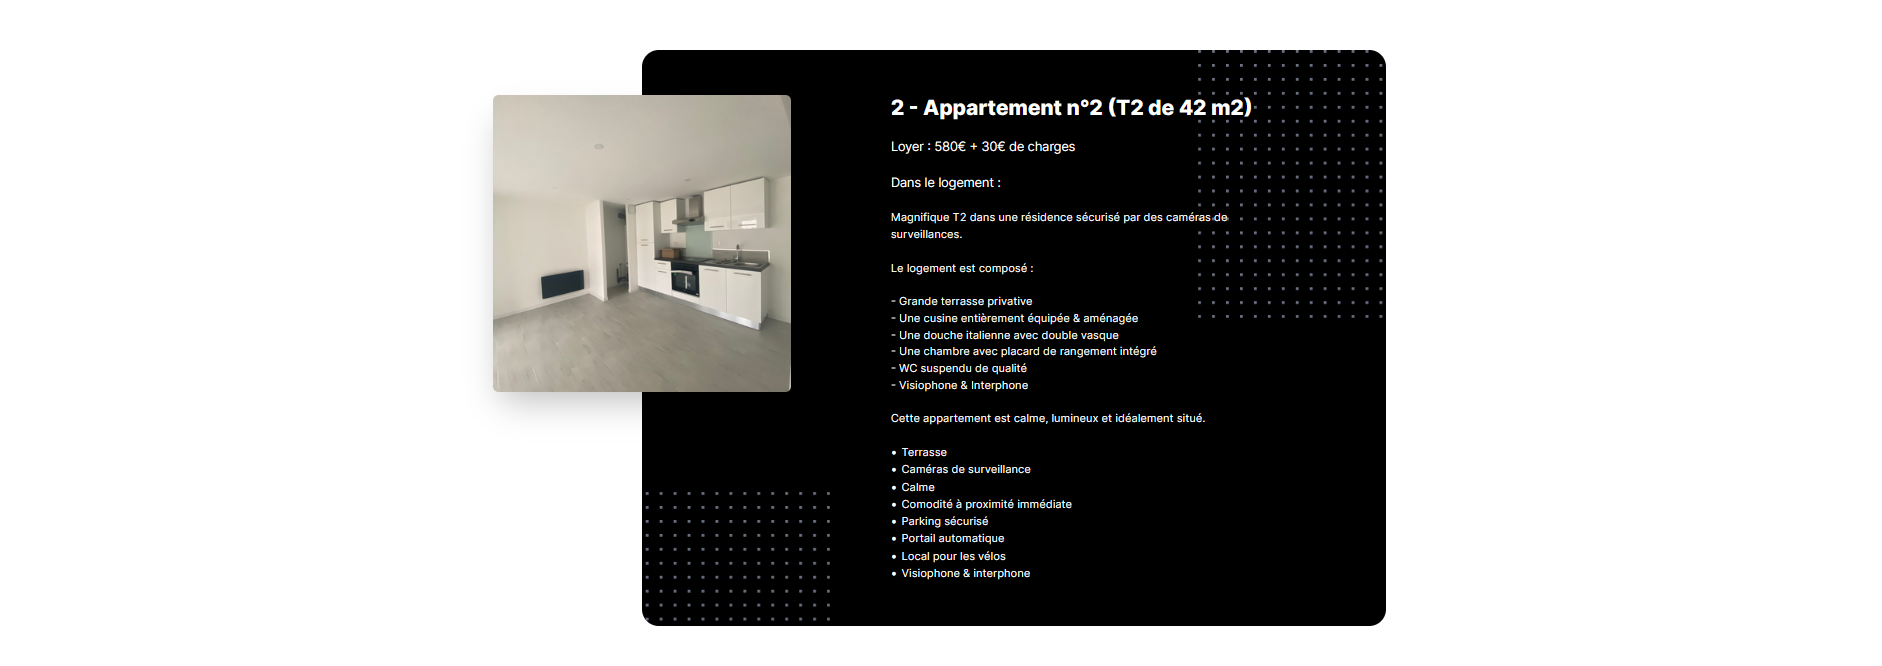 2 - Appartement n°2 (T2 de 42 m2)
Loyer : 580€ + 30€ de charges
Dans le logement :
Magnifique T2 dans une résidence sécurisé par des caméras de
surveillances.
Le logement est composé :
- Grande terrasse privative
- Une cusine entièrement équipée & aménagée
- Une douche italienne avec double vasque
- Une chambre avec placard de rangement intégré
- WC suspendu de qualité
- Visiophone & Interphone
Cette appartement est calme, lumineux et idéalement situé.
• Terrasse
• Caméras de surveillance
• Calme
• Comodité à proximité immédiate
• Parking sécurisé
• Portail automatique
• Local pour les vélos
• Visiophone & interphone